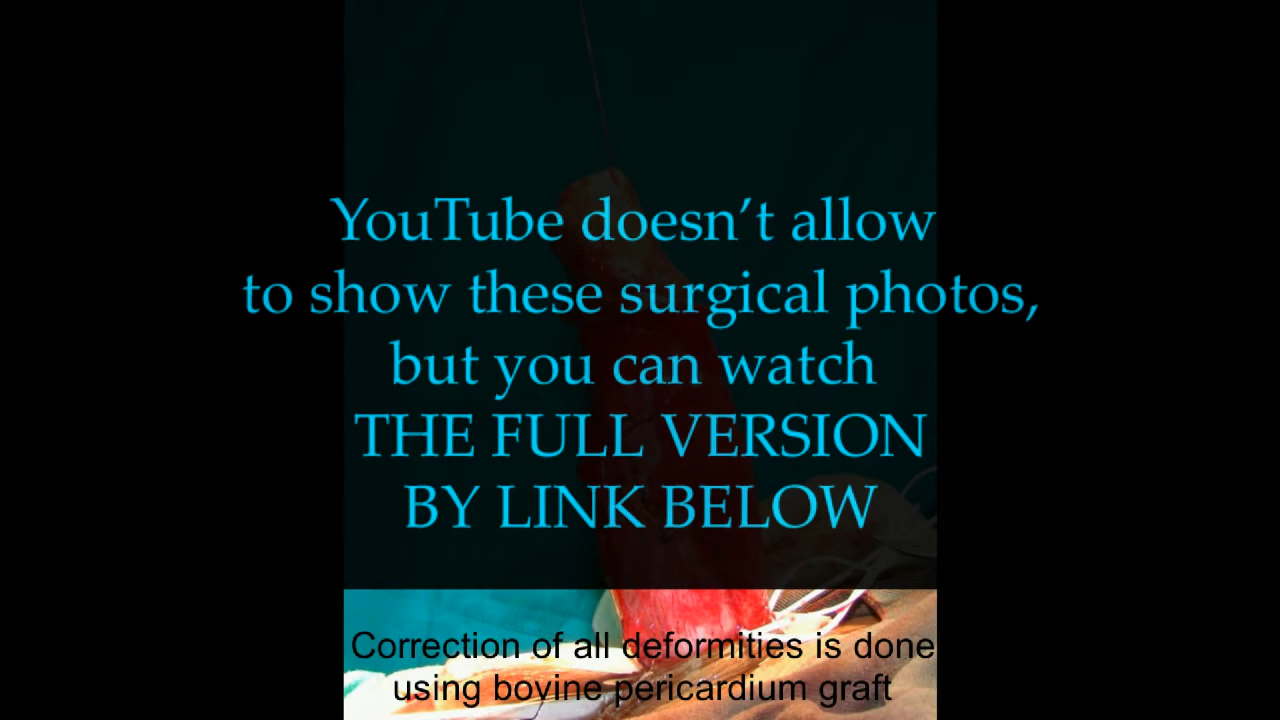 YouTube doesn’t allow
to show these surgical photos,
but you can watch
THE FULL VERSION
BY LINK BELOW
Correction of all deformities is done
using bovine pericardium graft